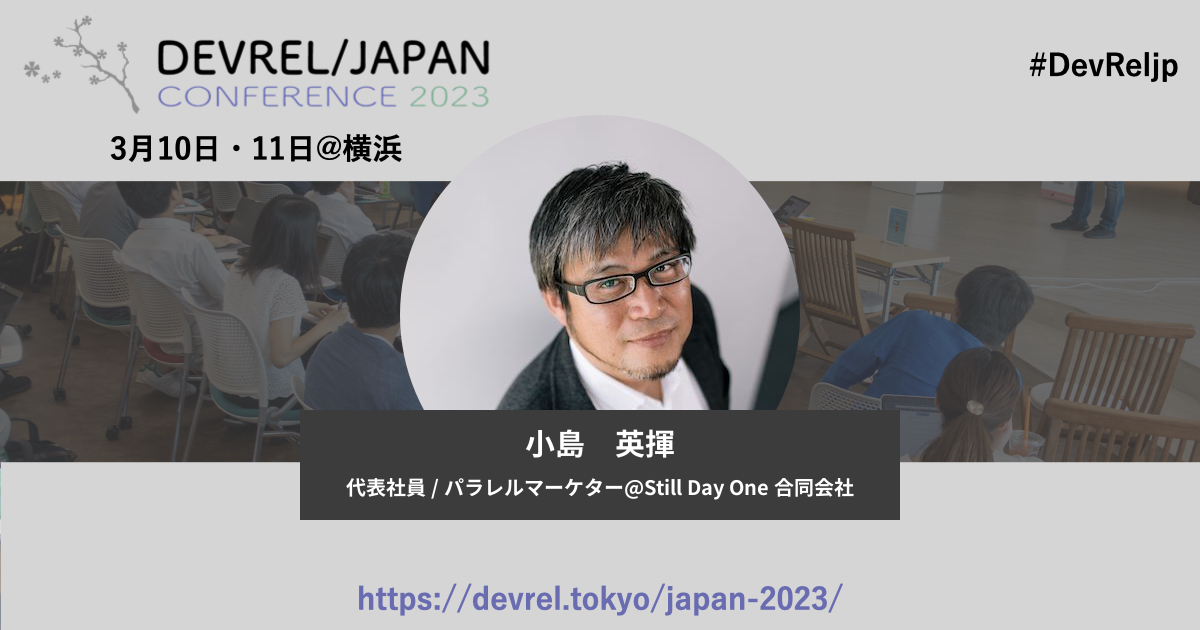 DEVREL/JAPAN
CONFERENCE 2023
#DevReljp
3月10日・11日@横浜
小島　英揮
代表社員 / パラレルマーケター@Still Day One 合同会社
https://devrel.tokyo/japan-2023/